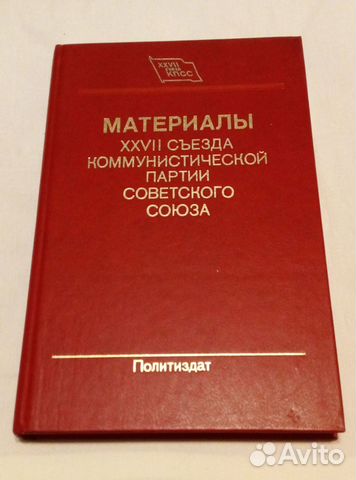 XXVII
СЪЕЗД
КПСС
МАТЕРИАЛЫ
XXVII СЪЕЗДА
КОММУНИСТИЧЕСКОЙ
ПАРТИИ
СОВЕТСКОГО
СОЮЗА
Политиздат
Avito